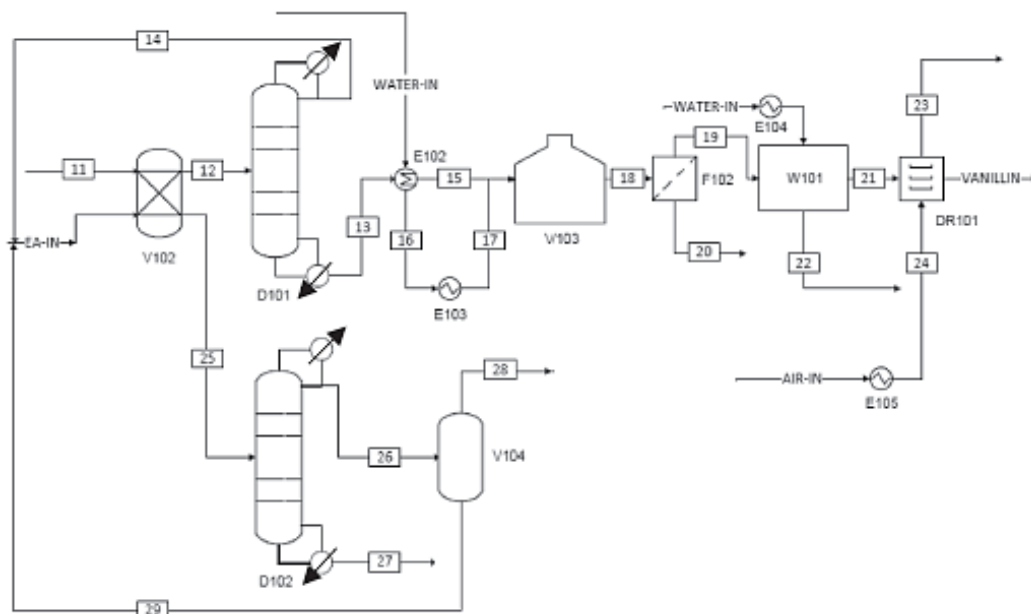 14
WATER-IN
23
WATER-IN
E104
E102
19
11
12
15
18
F102
W101
21
VANILLIN
DR101
13
V103
EA-IN
V102
16
17
20
22
24
D101
E103
25
28
AIR-IN
E105
26
V104
27
D102
29